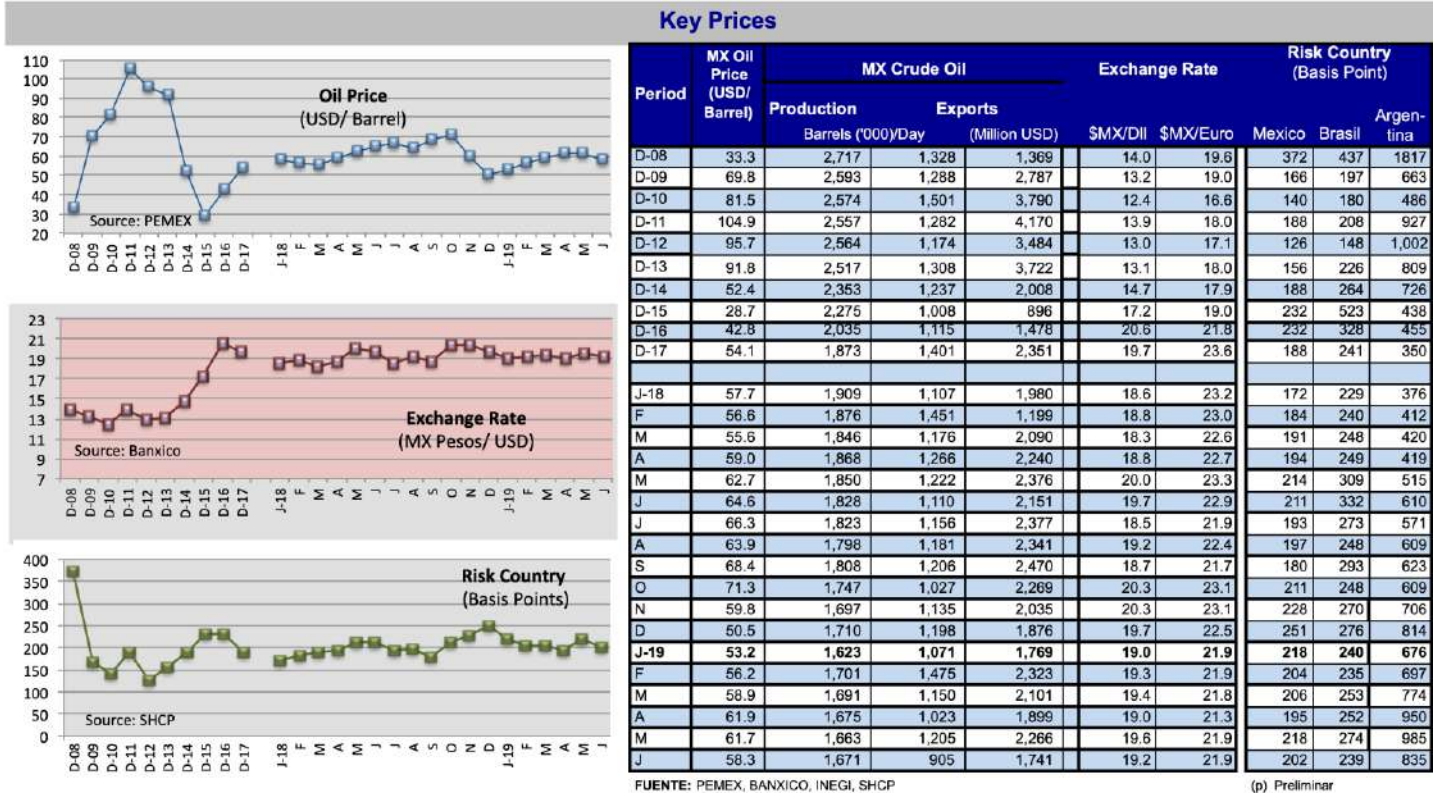 Key Prices
110
100
90
80
70
60
50
40
30
20
Oil Price
(USD/ Barrel)
Source: PEMEX
D-08 D-09 D-10 D-11 D-12 D-13 D-14 D-15 D-16 D-17 J-18 F M A M J J A S O N D J-19 F M A M J
23
21
19
17
15
13
11
9
7
Exchange Rate
(MX Pesos/ USD)
Source: Banxico
D-08 D-09 D-10 D-11 D-12 D-13 D-14 D-15 D-16 D-17 J-18 F M A M J J A S O N D J-19 F M A M J
400
350
300
250
200
150
100
50
0
Risk Country
(Basis Points)
Source: SHCP
D-08 D-09 D-10 D-11 D-12 D-13 D-14 D-15 D-16 D-17 J-18 F M A M J J A S O N D J-19 F M A M J
Period
MX Oil
Price
(USD/
Barrel)
MX Crude Oil
Production Exports
Barrels ('000)/Day (Million USD)
Exchange Rate
$MX/Dll $MX/Euro
Risk Country
(Basis Point)
Mexico Brasil Argen-
tina
D-08 33.3 2,717 1,328 1,369 14.0 19.6 372 437 1817
D-09 69.8 2,593 1,288 2,787 13.2 19.0 166 197 663
D-10 81.5 2,574 1,501 3,790 12.4 16.6 140 180 486
D-11 104.9 2,557 1,282 4,170 13.9 18.0 188 208 927
D-12 95.7 2,564 1,174 3,484 13.0 17.1 126 148 1,002
D-13 91.8 2,517 1,308 3,722 13.1 18.0 156 226 809
D-14 52.4 2,353 1,237 2,008 14.7 17.9 188 264 726
D-15 28.7 2,275 1,008 896 17.2 19.0 232 523 438
D-16 42.8 2,035 1,115 1,478 20.6 21.8 232 328 455
D-17 54.1 1,873 1,401 2,351 19.7 23.6 188 241 350
J-18 57.7 1,909 1,107 1,980 18.6 23.2 172 229 376
F 56.6 1,876 1,451 1,199 18.8 23.0 184 240 412
M 55.6 1,846 1,176 2,090 18.3 22.6 191 248 420
A 59.0 1,868 1,266 2,240 18.8 22.7 194 249 419
M 62.7 1,850 1,222 2,376 20.0 23.3 214 309 515
J 64.6 1,828 1,110 2,151 19.7 22.9 211 332 610
J 66.3 1,823 1,156 2,377 18.5 21.9 193 273 571
A 63.9 1,798 1,181 2,341 19.2 22.4 197 248 609
S 68.4 1,808 1,206 2,470 18.7 21.7 180 293 623
O 71.3 1,747 1,027 2,269 20.3 23.1 211 248 609
N 59.8 1,697 1,135 2,035 20.3 23.1 228 270 706
D 50.5 1,710 1,198 1,876 19.7 22.5 251 276 814
J-19 53.2 1,623 1,071 1,769 19.0 21.9 218 240 676
F 56.2 1,701 1,475 2,323 19.3 21.9 204 235 697
M 58.9 1,691 1,150 2,101 19.4 21.8 206 253 774
A 61.9 1,675 1,023 1,899 19.0 21.3 195 252 950
M 61.7 1,663 1,205 2,266 19.6 21.9 218 274 985
J 58.3 1,671 905 1,741 19.2 21.9 202 239 835
FUENTE: PEMEX, BANXICO, INEGI, SHCP (p) Preliminar